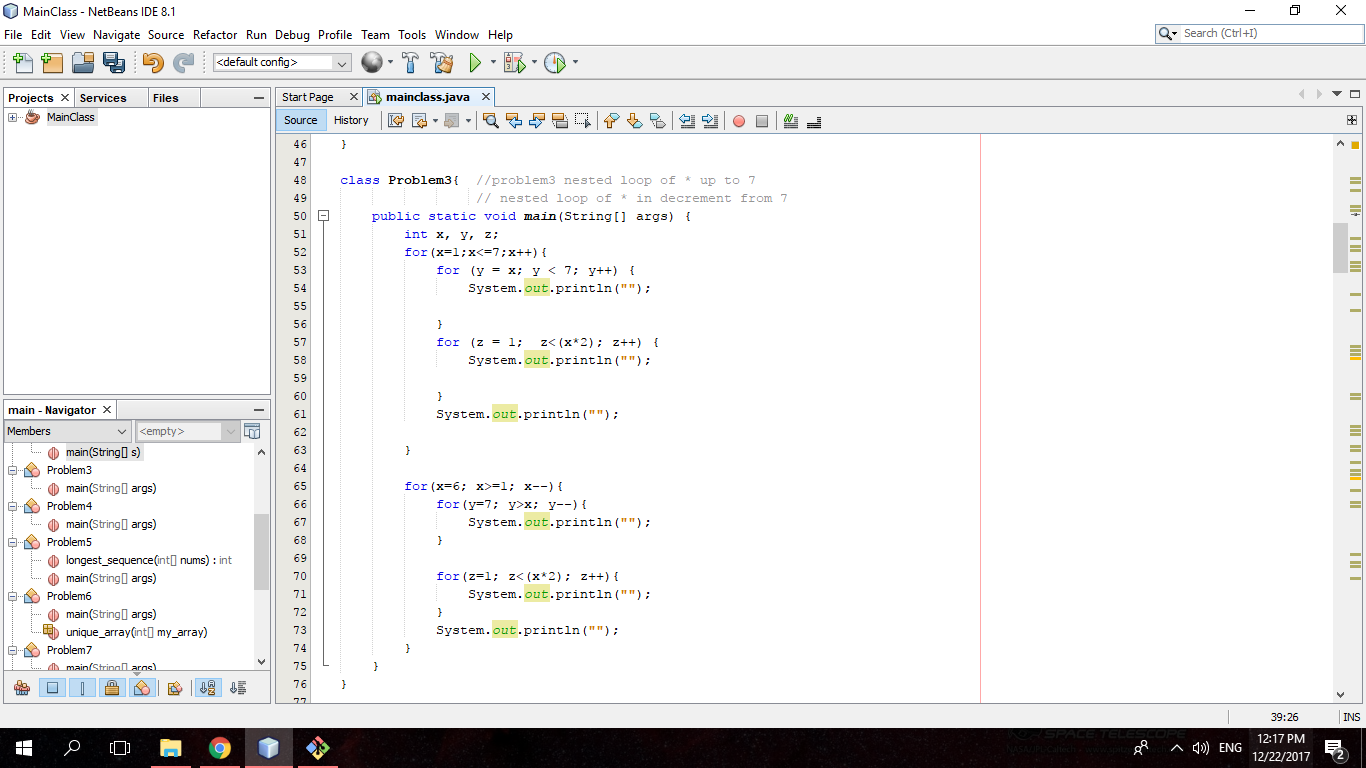 MainClass - NetBeans IDE 8.1
File Edit View Navigate Source Refactor Run Debug Profile Team Tools Window Help
Search (Ctrl+I)
<default config>
Projects Services Files
MainClass
Start Page mainclass.java
Source History
46 }
47
48 class Problem3{ //problem3 nested loop of * up to 7
49 // nested loop of * in decrement from 7
50 public static void main(String[] args) {
51 int x, y, z;
52 for(x=1;x<=7;x++){
53 for (y = x; y < 7; y++) {
54 System.out.println("");
55
56 }
57 for (z = 1; z<(x*2); z++) {
58 System.out.println("");
59
60 }
61 System.out.println("");
62
63 }
64
65 for(x=6; x>=1; x--){
66 for(y=7; y>x; y--){
67 System.out.println("");
68 }
69
70 for(z=1; z<(x*2); z++){
71 System.out.println("");
72 }
73 System.out.println("");
74 }
75 }
76 }
77
main - Navigator
Members <empty>
main(String[] s)
Problem3
main(String[] args)
Problem4
main(String[] args)
Problem5
longest_sequence(int[] nums) : int
main(String[] args)
Problem6
main(String[] args)
unique_array(int[] my_array)
Problem7
main(String[] args)
39:26 INS
SPACE TELESCOPE
ENG
12:17 PM
12/22/2017
2